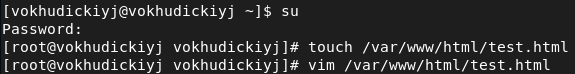 [vokhudickiyj@vokhudickiyj ~]$ su
Password:
[root@vokhudickiyj vokhudickiyj]# touch /var/www/html/test.html
[root@vokhudickiyj vokhudickiyj]# vim /var/www/html/test.html